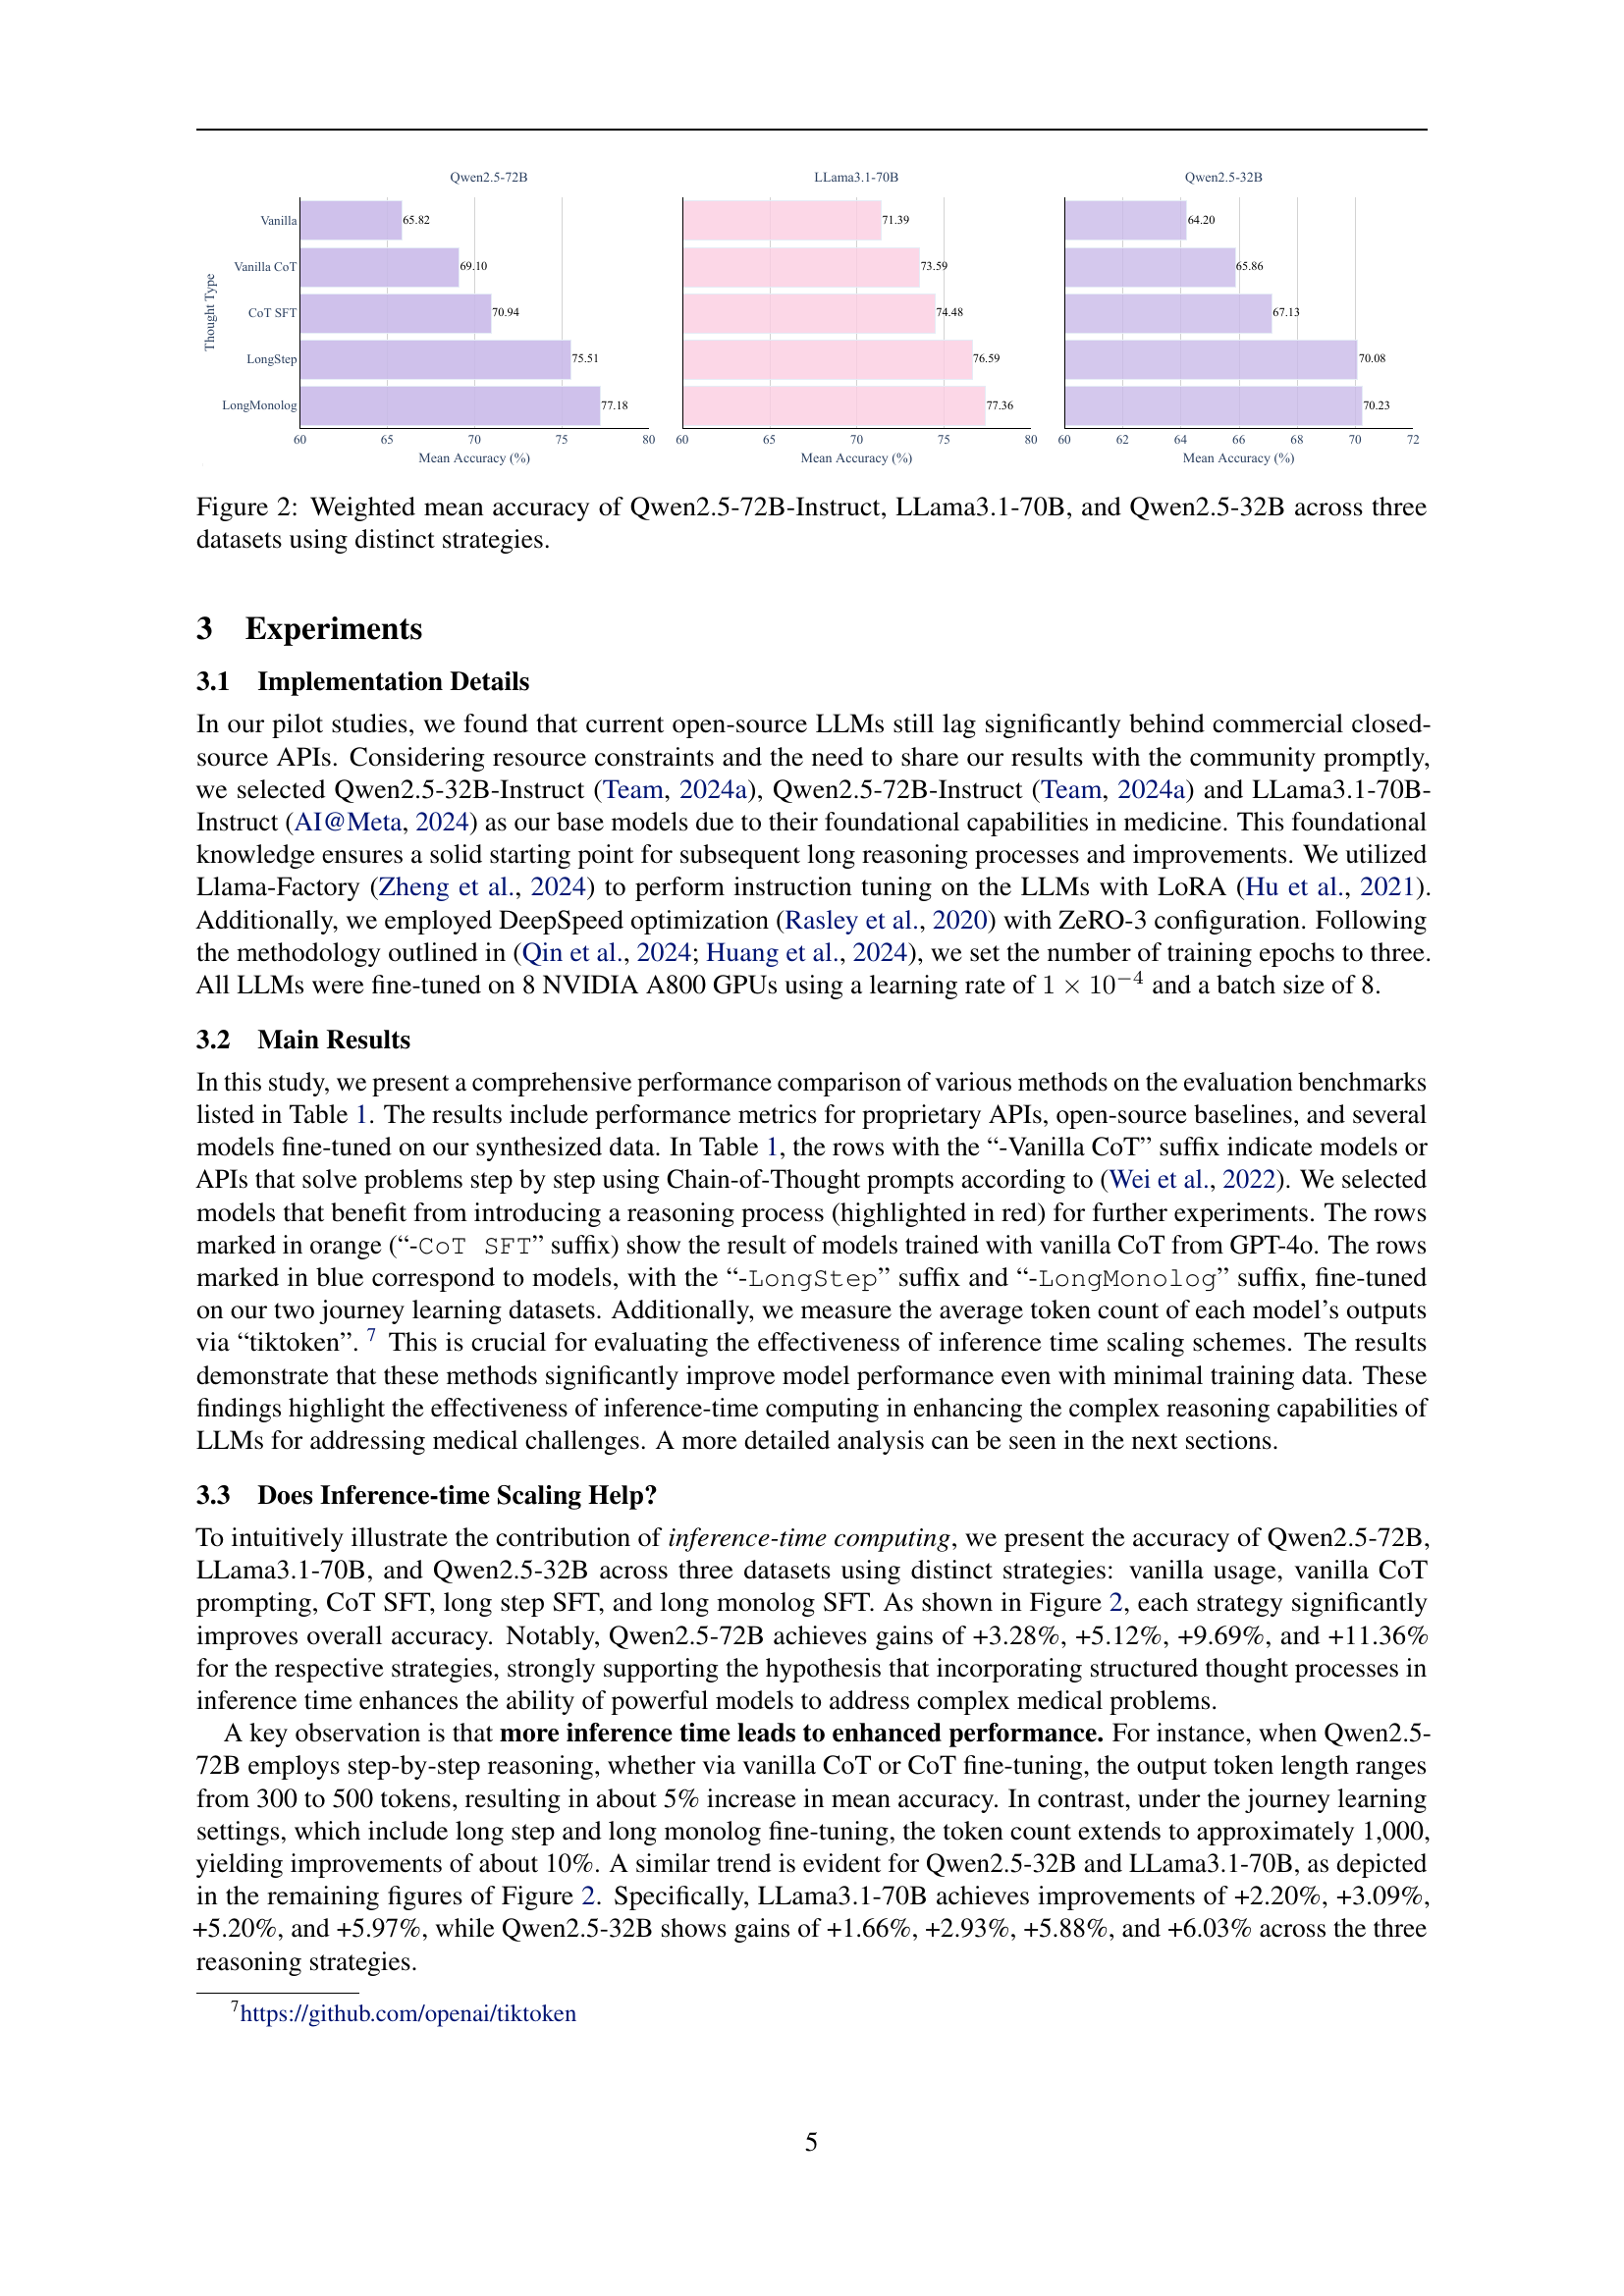 Qwen2.5-72B
LLama3.1-70B
Qwen2.5-32B
Thought Type
Vanilla
Vanilla CoT
CoT SFT
LongStep
LongMonolog
65.82
69.10
70.94
75.51
77.18
60 65 70 75 80
Mean Accuracy (%)
71.39
73.59
74.48
76.59
77.36
60 65 70 75 80
Mean Accuracy (%)
64.20
65.86
67.13
70.08
70.23
60 62 64 66 68 70 72
Mean Accuracy (%)
Figure 2: Weighted mean accuracy of Qwen2.5-72B-Instruct, LLama3.1-70B, and Qwen2.5-32B across three
datasets using distinct strategies.
3 Experiments
3.1 Implementation Details
In our pilot studies, we found that current open-source LLMs still lag significantly behind commercial closed-
source APIs. Considering resource constraints and the need to share our results with the community promptly,
we selected Qwen2.5-32B-Instruct (Team, 2024a), Qwen2.5-72B-Instruct (Team, 2024a) and LLama3.1-70B-
Instruct (AI@Meta, 2024) as our base models due to their foundational capabilities in medicine. This foundational
knowledge ensures a solid starting point for subsequent long reasoning processes and improvements. We utilized
Llama-Factory (Zheng et al., 2024) to perform instruction tuning on the LLMs with LoRA (Hu et al., 2021).
Additionally, we employed DeepSpeed optimization (Rasley et al., 2020) with ZeRO-3 configuration. Following
the methodology outlined in (Qin et al., 2024; Huang et al., 2024), we set the number of training epochs to three.
All LLMs were fine-tuned on 8 NVIDIA A800 GPUs using a learning rate of 1 × 10⁻⁴ and a batch size of 8.
3.2 Main Results
In this study, we present a comprehensive performance comparison of various methods on the evaluation benchmarks
listed in Table 1. The results include performance metrics for proprietary APIs, open-source baselines, and several
models fine-tuned on our synthesized data. In Table 1, the rows with the “-Vanilla CoT” suffix indicate models or
APIs that solve problems step by step using Chain-of-Thought prompts according to (Wei et al., 2022). We selected
models that benefit from introducing a reasoning process (highlighted in red) for further experiments. The rows
marked in orange (“-CoT SFT” suffix) show the result of models trained with vanilla CoT from GPT-4o. The rows
marked in blue correspond to models, with the “-LongStep” suffix and “-LongMonolog” suffix, fine-tuned
on our two journey learning datasets. Additionally, we measure the average token count of each model’s outputs
via “tiktoken”. ⁷ This is crucial for evaluating the effectiveness of inference time scaling schemes. The results
demonstrate that these methods significantly improve model performance even with minimal training data. These
findings highlight the effectiveness of inference-time computing in enhancing the complex reasoning capabilities of
LLMs for addressing medical challenges. A more detailed analysis can be seen in the next sections.
3.3 Does Inference-time Scaling Help?
To intuitively illustrate the contribution of inference-time computing, we present the accuracy of Qwen2.5-72B,
LLama3.1-70B, and Qwen2.5-32B across three datasets using distinct strategies: vanilla usage, vanilla CoT
prompting, CoT SFT, long step SFT, and long monolog SFT. As shown in Figure 2, each strategy significantly
improves overall accuracy. Notably, Qwen2.5-72B achieves gains of +3.28%, +5.12%, +9.69%, and +11.36%
for the respective strategies, strongly supporting the hypothesis that incorporating structured thought processes in
inference time enhances the ability of powerful models to address complex medical problems.
A key observation is that more inference time leads to enhanced performance. For instance, when Qwen2.5-
72B employs step-by-step reasoning, whether via vanilla CoT or CoT fine-tuning, the output token length ranges
from 300 to 500 tokens, resulting in about 5% increase in mean accuracy. In contrast, under the journey learning
settings, which include long step and long monolog fine-tuning, the token count extends to approximately 1,000,
yielding improvements of about 10%. A similar trend is evident for Qwen2.5-32B and LLama3.1-70B, as depicted
in the remaining figures of Figure 2. Specifically, LLama3.1-70B achieves improvements of +2.20%, +3.09%,
+5.20%, and +5.97%, while Qwen2.5-32B shows gains of +1.66%, +2.93%, +5.88%, and +6.03% across the three
reasoning strategies.
⁷https://github.com/openai/tiktoken
5